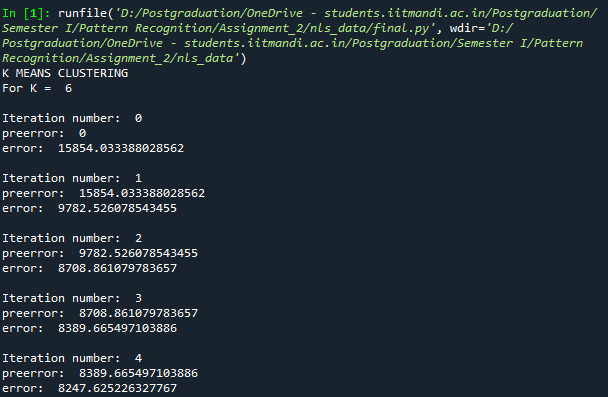 In [1]: runfile('D:/Postgraduation/OneDrive - students.iitmandi.ac.in/Postgraduation/
Semester I/Pattern Recognition/Assignment_2/nls_data/final.py', wdir='D:/
Postgraduation/OneDrive - students.iitmandi.ac.in/Postgraduation/Semester I/Pattern
Recognition/Assignment_2/nls_data')
K MEANS CLUSTERING
For K =  6
Iteration number:  0
preerror:  0
error:  15854.033388028562
Iteration number:  1
preerror:  15854.033388028562
error:  9782.526078543455
Iteration number:  2
preerror:  9782.526078543455
error:  8708.861079783657
Iteration number:  3
preerror:  8708.861079783657
error:  8389.665497103886
Iteration number:  4
preerror:  8389.665497103886
error:  8247.625226327767